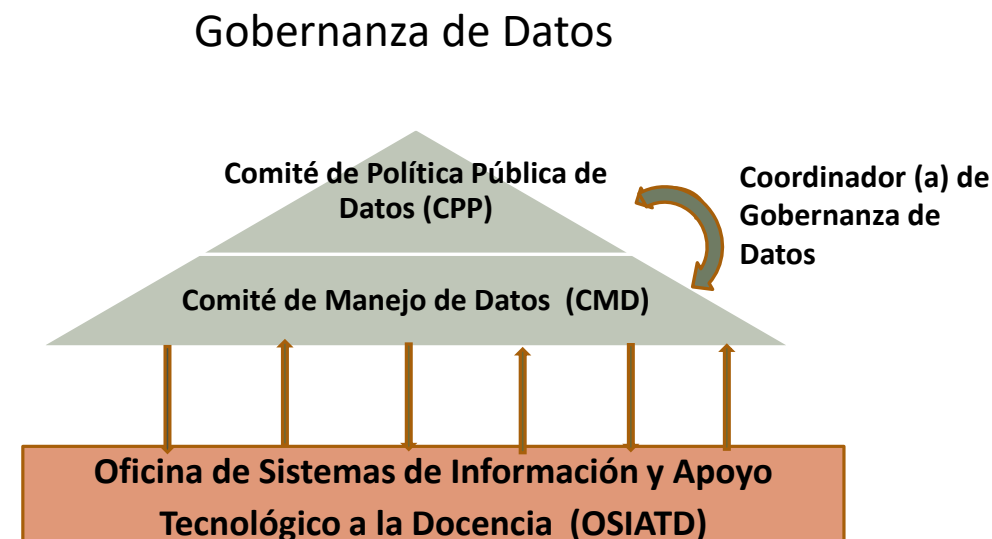 Gobernanza de Datos
Comité de Política Pública de
Datos (CPP)
Coordinador (a) de
Gobernanza de
Datos
Comité de Manejo de Datos  (CMD)
Oficina de Sistemas de Información y Apoyo
Tecnológico a la Docencia  (OSIATD)